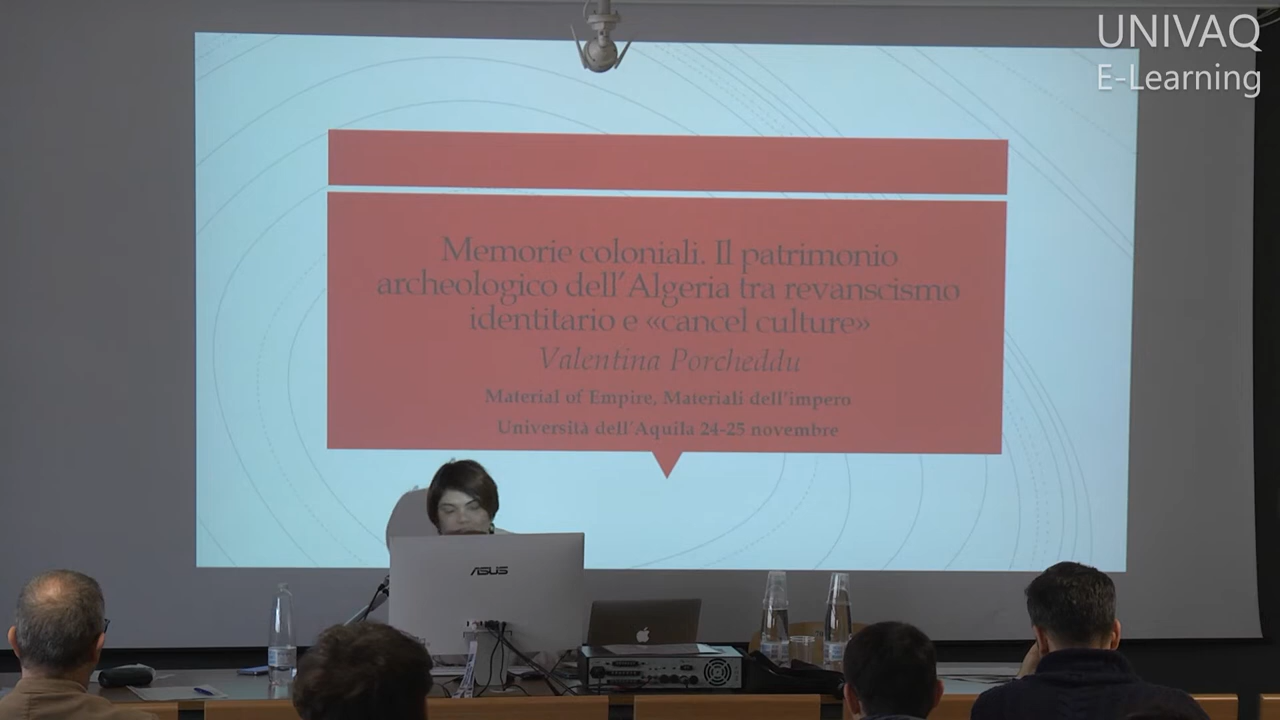 UNIVAQ
E-Learning
Memorie coloniali. Il patrimonio
archeologico dell'Algeria tra revanscismo
identitario e «cancel culture»
Valentina Porcheddu
Material of Empire, Materiali dell'impero
Università dell'Aquila 24-25 novembre
ASUS